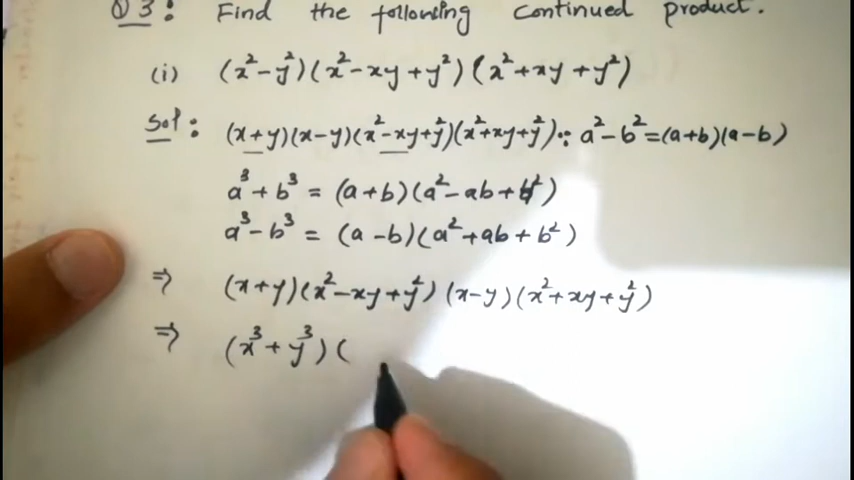 Q3: Find the following continued product.
(i) (x²-y²)(x²-xy+y²)(x²+xy+y²)
Sol: (x+y)(x-y)(x²-xy+y²)(x²+xy+y²)∵ a²-b²=(a+b)(a-b)
a³+b³ = (a+b)(a²-ab+b²)
a³-b³ = (a-b)(a²+ab+b²)
⇒ (x+y)(x²-xy+y²)(x-y)(x²+xy+y²)
⇒ (x³+y³)(